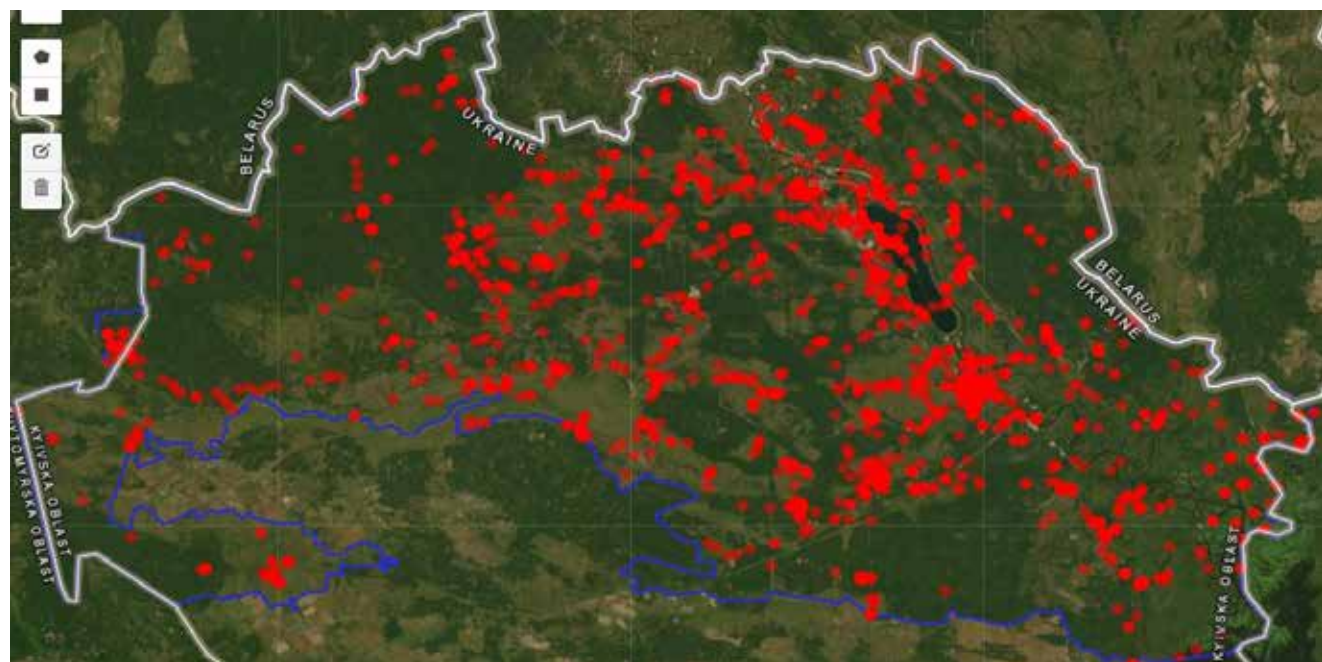 BELARUS
UKRAINE
BELARUS
UKRAINE
KYIVSKA OBLAST
ZHYTOMYRSKA OBLAST
KYIVSKA OBLAST